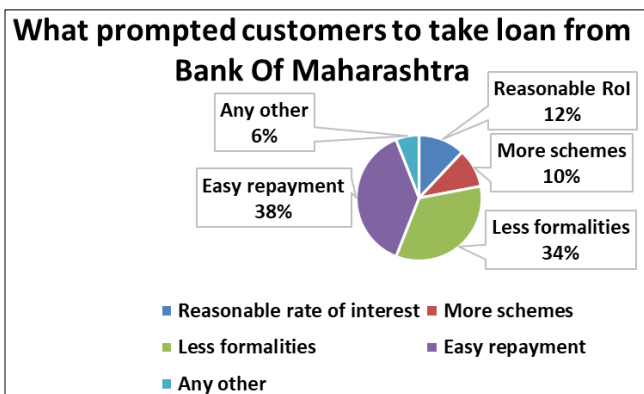 What prompted customers to take loan from
Bank Of Maharashtra
Reasonable RoI
12%
Any other
6%
More schemes
10%
Easy repayment
38%
Less formalities
34%
Reasonable rate of interest
More schemes
Less formalities
Easy repayment
Any other